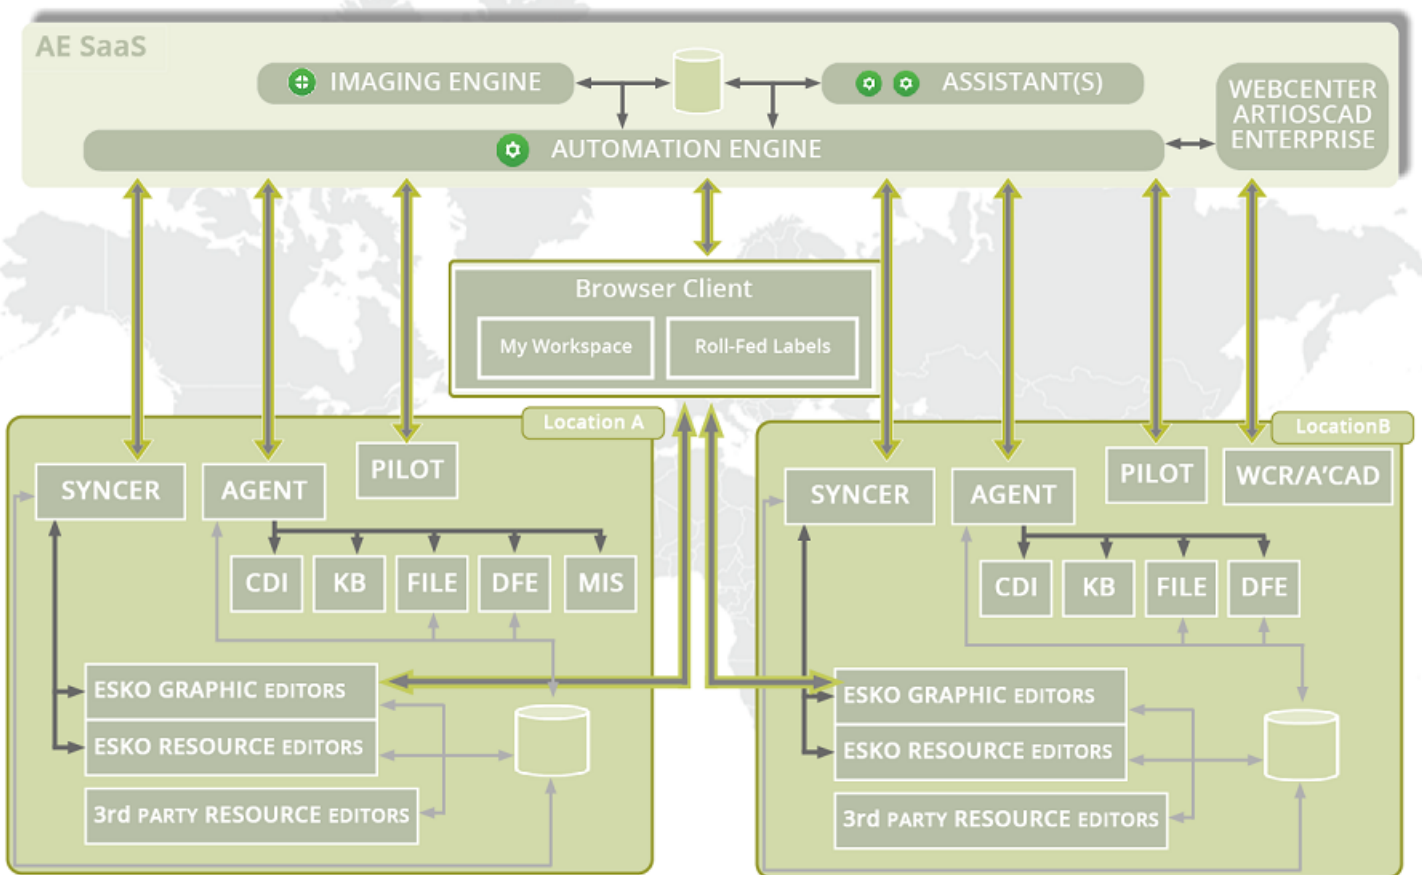 AE SaaS
IMAGING ENGINE
ASSISTANT(S)
WEBCENTER
ARTIOSCAD
ENTERPRISE
AUTOMATION ENGINE
Browser Client
My Workspace
Roll-Fed Labels
Location A
SYNCER
AGENT
PILOT
CDI
KB
FILE
DFE
MIS
ESKO GRAPHIC EDITORS
ESKO RESOURCE EDITORS
3rd PARTY RESOURCE EDITORS
LocationB
SYNCER
AGENT
PILOT
WCR/A'CAD
CDI
KB
FILE
DFE
ESKO GRAPHIC EDITORS
ESKO RESOURCE EDITORS
3rd PARTY RESOURCE EDITORS